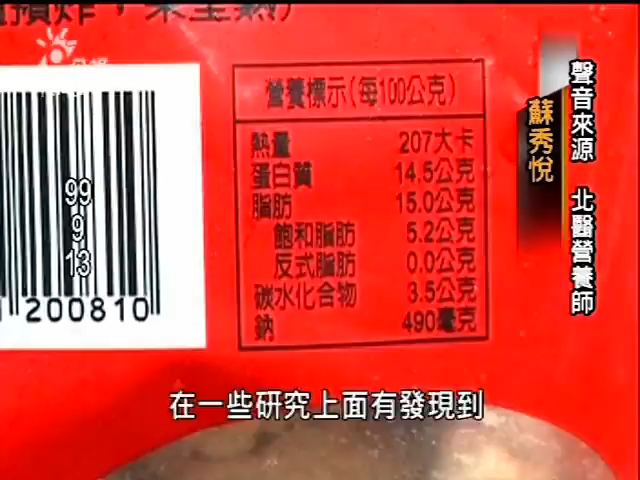 公視
營養標示(每100公克)
熱量 207大卡
蛋白質 14.5公克
脂肪 15.0公克
飽和脂肪 5.2公克
反式脂肪 0.0公克
碳水化合物 3.5公克
鈉 490毫克
99
9
13
200810
聲音來源 北醫營養師
蘇秀悅
在一些研究上面有發現到